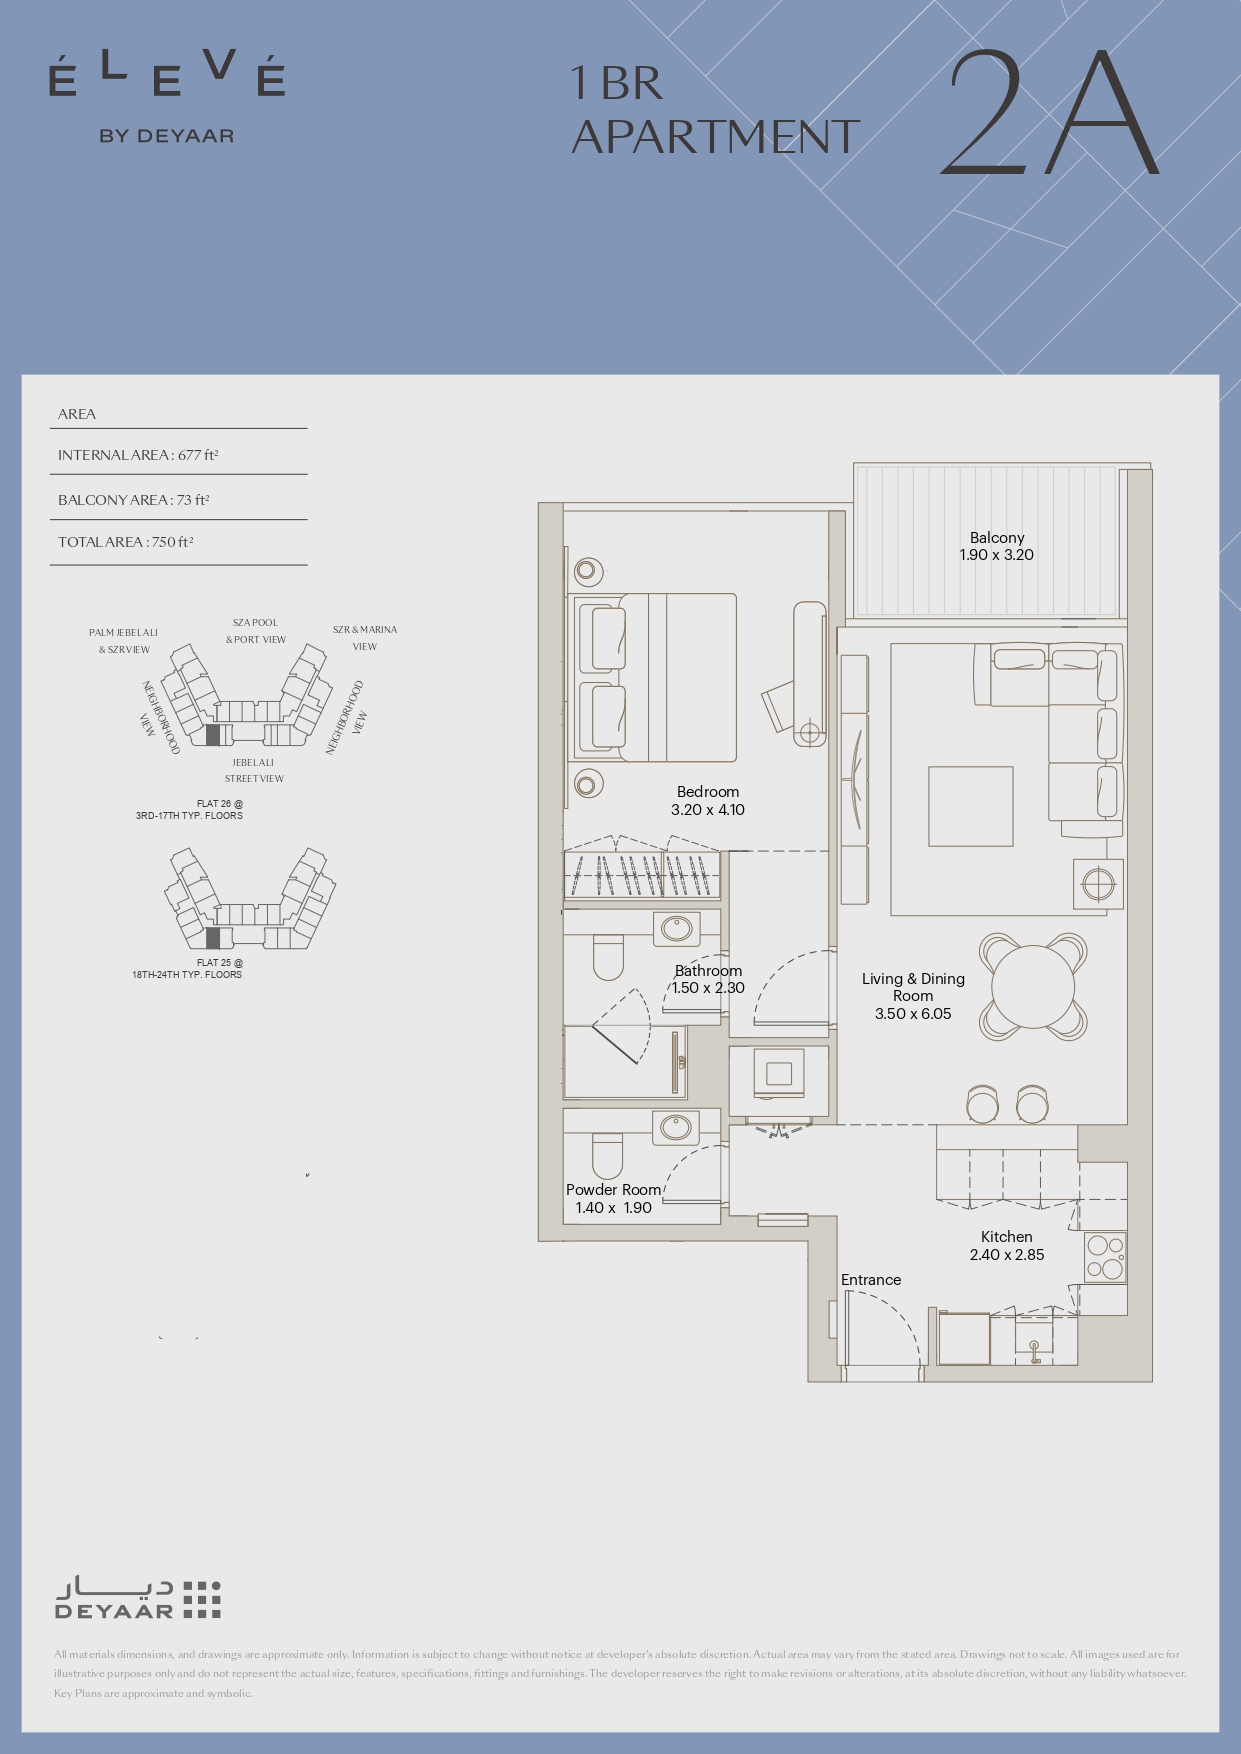 ÉLEVÉ
BY DEYAAR
1 BR
APARTMENT
2A
AREA
INTERNAL AREA : 677 ft²
BALCONY AREA : 73 ft²
TOTAL AREA : 750 ft²
PALM JEBEL ALI
& SZR VIEW
SZA POOL
& PORT VIEW
SZR & MARINA
VIEW
NEIGHBORHOOD
VIEW
NEIGHBORHOOD
VIEW
JEBEL ALI
STREET VIEW
FLAT 26 @
3RD-17TH TYP. FLOORS
FLAT 25 @
18TH-24TH TYP. FLOORS
Balcony
1.90 x 3.20
Bedroom
3.20 x 4.10
Bathroom
1.50 x 2.30
Living & Dining
Room
3.50 x 6.05
Powder Room
1.40 x 1.90
Kitchen
2.40 x 2.85
Entrance
ديار
DEYAAR
All materials dimensions, and drawings are approximate only. Information is subject to change without notice at developer's absolute discretion. Actual area may vary from the stated area. Drawings not to scale. All images used are for
illustrative purposes only and do not represent the actual size, features, specifications, fittings and furnishings. The developer reserves the right to make revisions or alterations, at its absolute discretion, without any liability whatsoever.
Key Plans are approximate and symbolic.